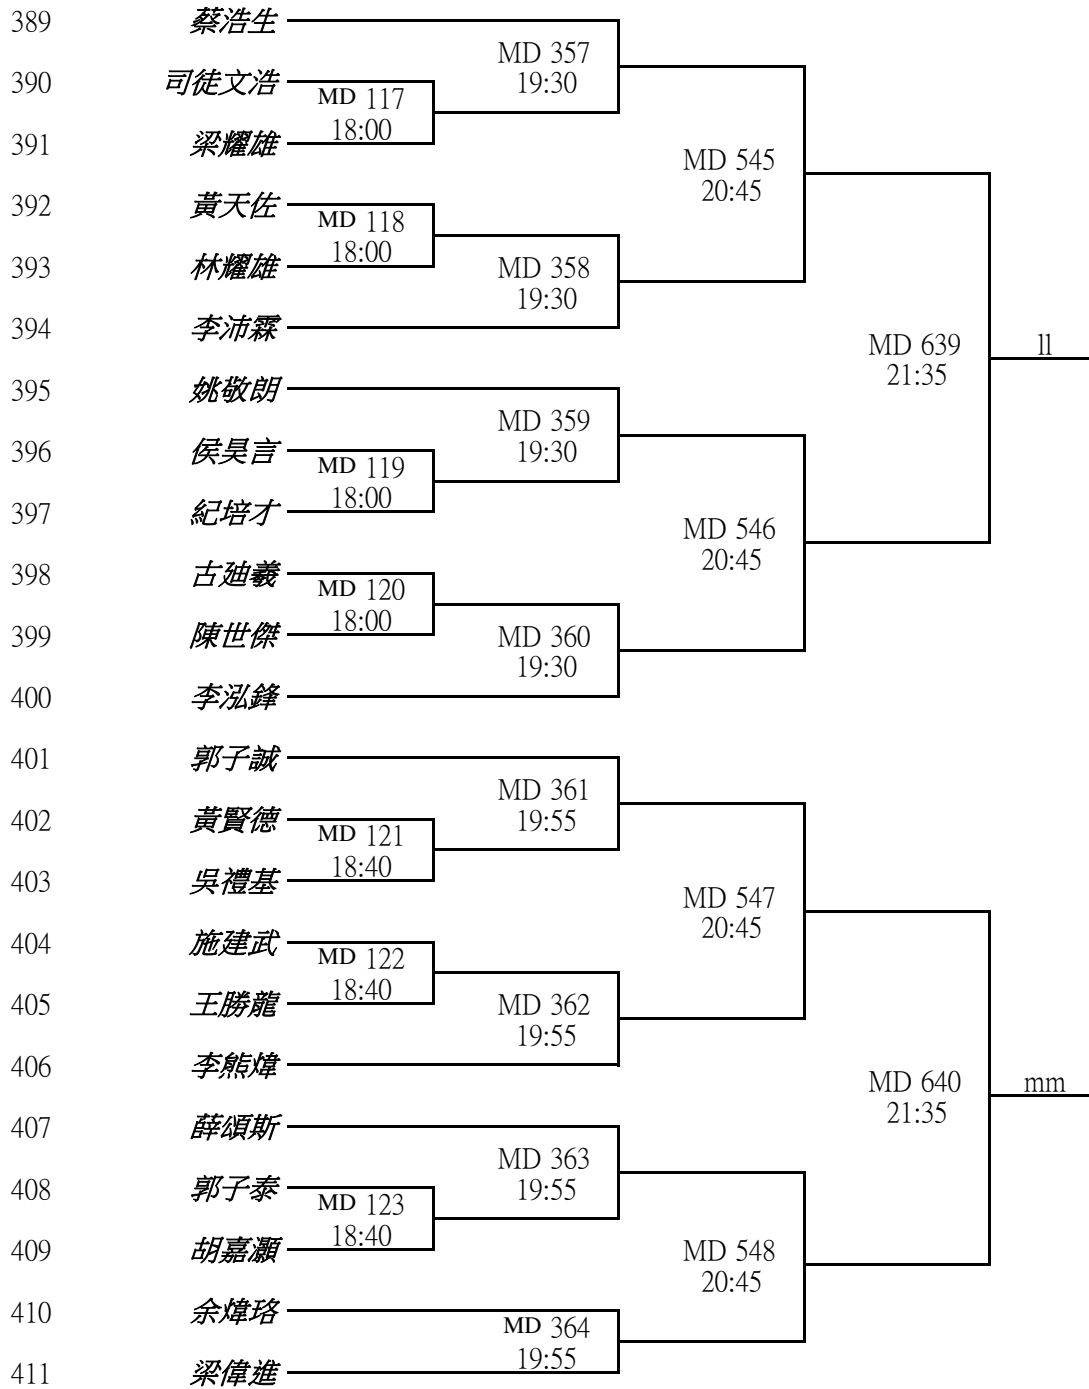 389 蔡浩生
MD 357
19:30
390 司徒文浩
MD 117
18:00
391 梁耀雄
MD 545
20:45
392 黃天佐
MD 118
18:00
393 林耀雄
MD 358
19:30
394 李沛霖
MD 639
21:35
ll
395 姚敬朗
MD 359
19:30
396 侯昊言
MD 119
18:00
397 紀培才
MD 546
20:45
398 古廸羲
MD 120
18:00
399 陳世傑
MD 360
19:30
400 李泓鋒
401 郭子誠
MD 361
19:55
402 黃賢德
MD 121
18:40
403 吳禮基
MD 547
20:45
404 施建武
MD 122
18:40
405 王勝龍
MD 362
19:55
406 李熊煒
MD 640
21:35
mm
407 薛頌斯
MD 363
19:55
408 郭子泰
MD 123
18:40
409 胡嘉灝
MD 548
20:45
410 余煒珞
MD 364
19:55
411 梁偉進